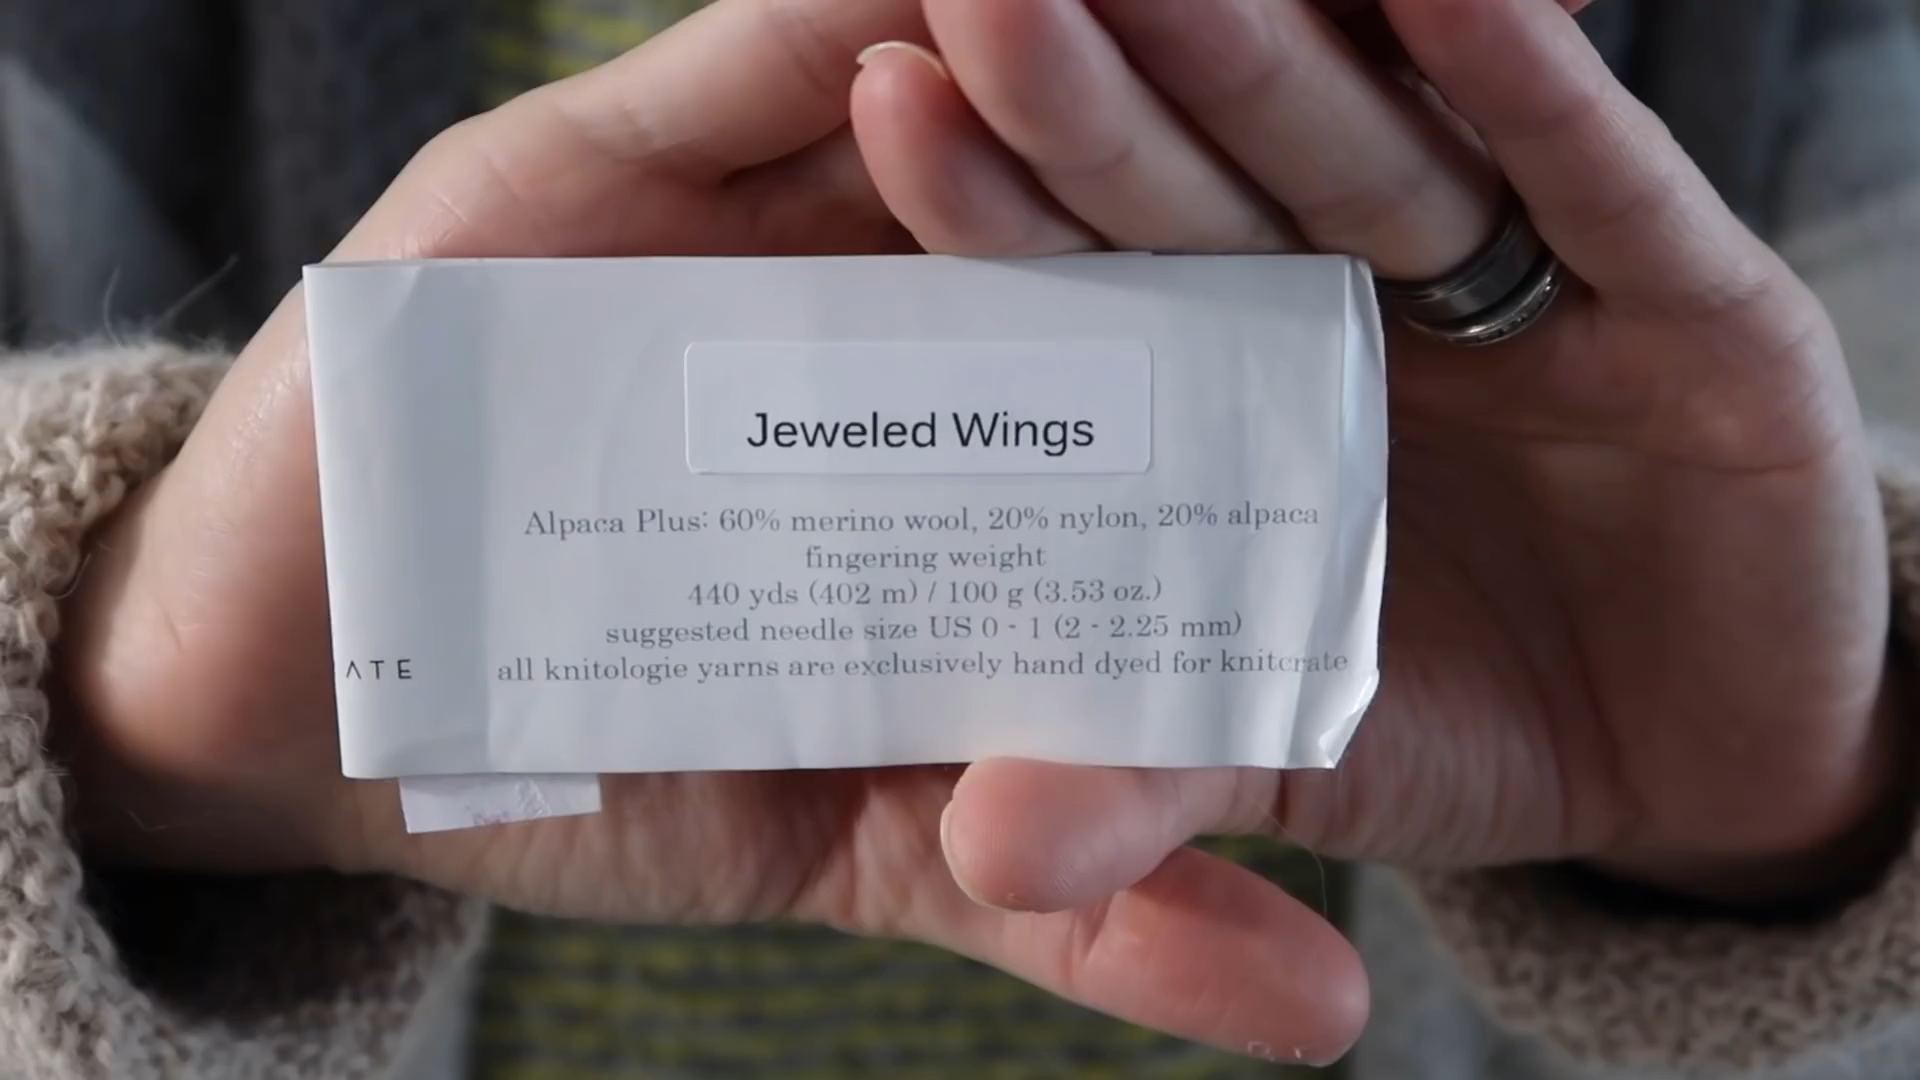 Jeweled Wings
Alpaca Plus: 60% merino wool, 20% nylon, 20% alpaca
fingering weight
440 yds (402 m) / 100 g (3.53 oz.)
suggested needle size US 0 - 1 (2 - 2.25 mm)
ATE
all knitologie yarns are exclusively hand dyed for knitcrate